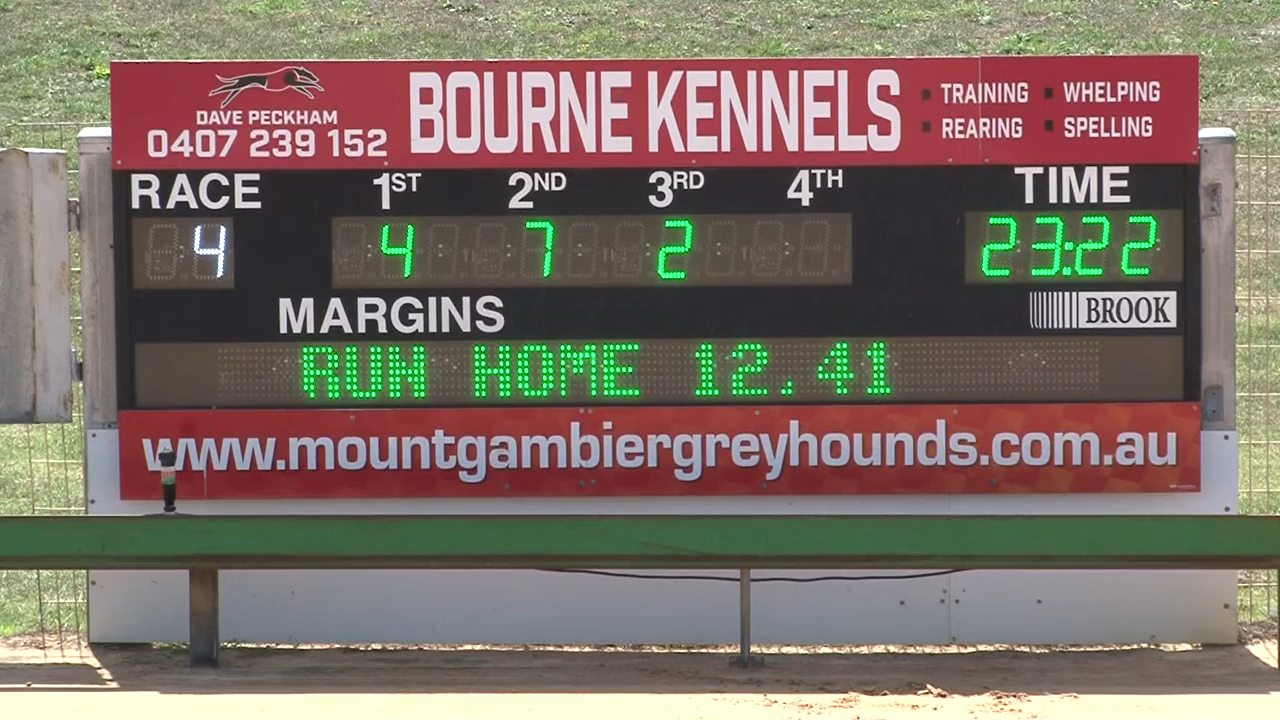 DAVE PECKHAM
0407 239 152
BOURNE KENNELS
TRAINING
WHELPING
REARING
SPELLING
RACE 1ST 2ND 3RD 4TH TIME
4 4 7 2 23:22
MARGINS
BROOK
RUN HOME 12.41
www.mountgambiergreyhounds.com.au